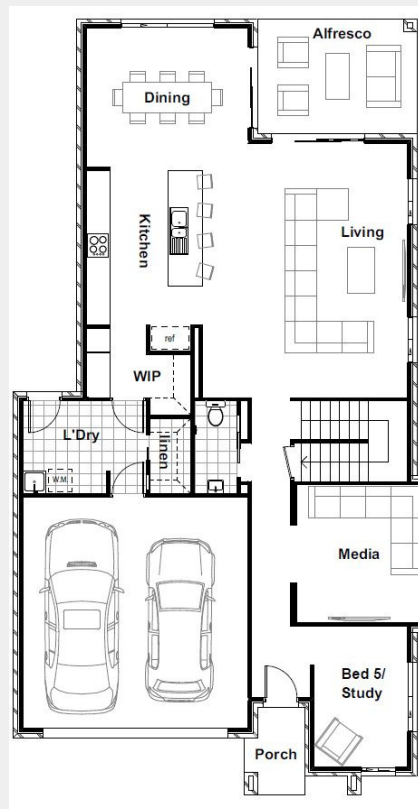 Alfresco
Dining
Kitchen
Living
ref
WIP
L'Dry
linen
W.M.
Media
Bed 5/
Study
Porch